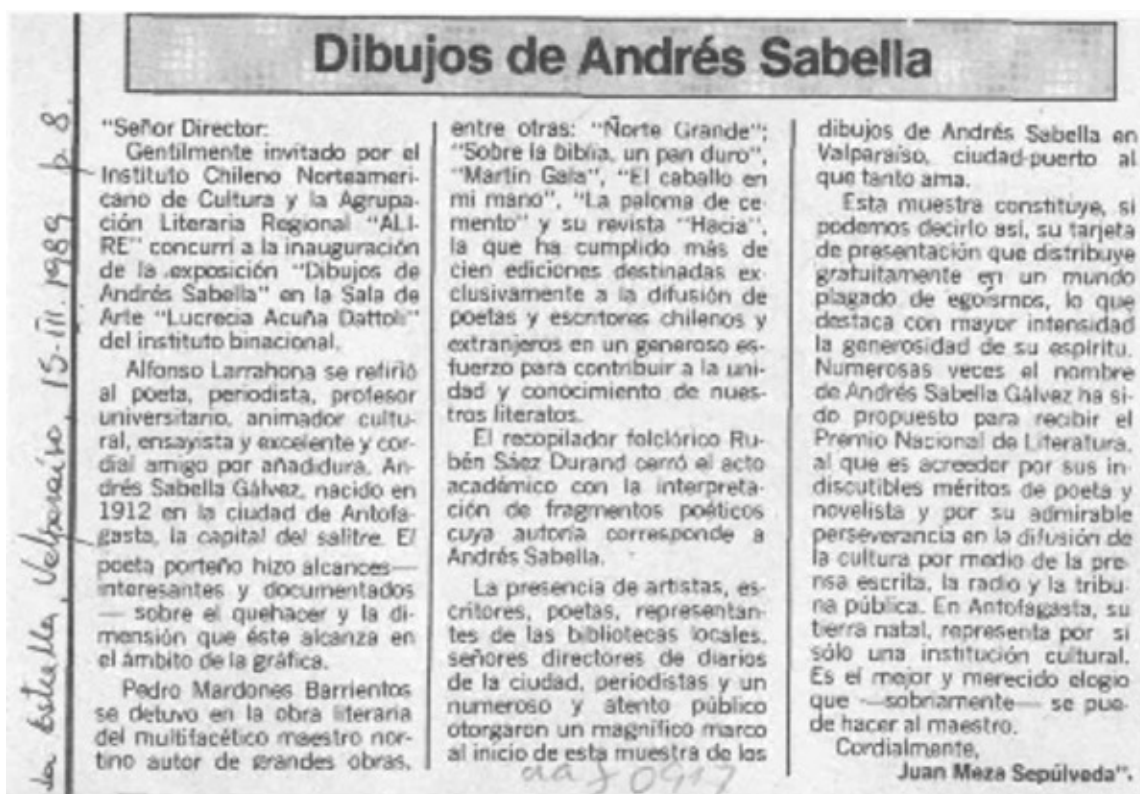 Dibujos de Andrés Sabella
"Señor Director:
Gentilmente invitado por el
Instituto Chileno Norteameri-
cano de Cultura y la Agrupa-
ción Literaria Regional "ALI-
RE" concurrí a la inauguración
de la exposición "Dibujos de
Andrés Sabella" en la Sala de
Arte "Lucrecia Acuña Dattoli"
del instituto binacional.
Alfonso Larrahona se refirió
al poeta, periodista, profesor
universitario, animador cultu-
ral, ensayista y excelente y cor-
dial amigo por añadidura, An-
drés Sabella Gálvez, nacido en
1912 en la ciudad de Antofa-
gasta, la capital del salitre. El
poeta porteño hizo alcances—
interesantes y documentados
— sobre el quehacer y la di-
mensión que éste alcanza en
el ámbito de la gráfica.
Pedro Mardones Barrientos
se detuvo en la obra literaria
del multifacético maestro nor-
tino autor de grandes obras,
entre otras: "Norte Grande";
"Sobre la biblia, un pan duro",
"Martín Gala", "El caballo en
mi mano", "La paloma de ce-
mento" y su revista "Hacia",
la que ha cumplido más de
cien ediciones destinadas ex-
clusivamente a la difusión de
poetas y escritores chilenos y
extranjeros en un generoso es-
fuerzo para contribuir a la uni-
dad y conocimiento de nues-
tros literatos.
El recopilador folclórico Ru-
bén Sáez Durand cerró el acto
académico con la interpreta-
ción de fragmentos poéticos
cuya autoría corresponde a
Andrés Sabella.
La presencia de artistas, es-
critores, poetas, representan-
tes de las bibliotecas locales,
señores directores de diarios
de la ciudad, periodistas y un
numeroso y atento público
otorgaron un magnífico marco
al inicio de esta muestra de los
dibujos de Andrés Sabella en
Valparaíso, ciudad-puerto al
que tanto ama.
Esta muestra constituye, si
podemos decirlo así, su tarjeta
de presentación que distribuye
gratuitamente en un mundo
plagado de egoísmos, lo que
destaca con mayor intensidad
la generosidad de su espíritu.
Numerosas veces el nombre
de Andrés Sabella Gálvez ha si-
do propuesto para recibir el
Premio Nacional de Literatura,
al que es acreedor por sus in-
discutibles méritos de poeta y
novelista y por su admirable
perseverancia en la difusión de
la cultura por medio de la pre-
nsa escrita, la radio y la tribu-
na pública. En Antofagasta, su
tierra natal, representa por sí
sólo una institución cultural.
Es el mejor y merecido elogio
que —sobriamente— se pue-
de hacer al maestro.
Cordialmente,
Juan Meza Sepúlveda".
La Estrella, Valparaíso, 15-III.1989 p. 8.
0917